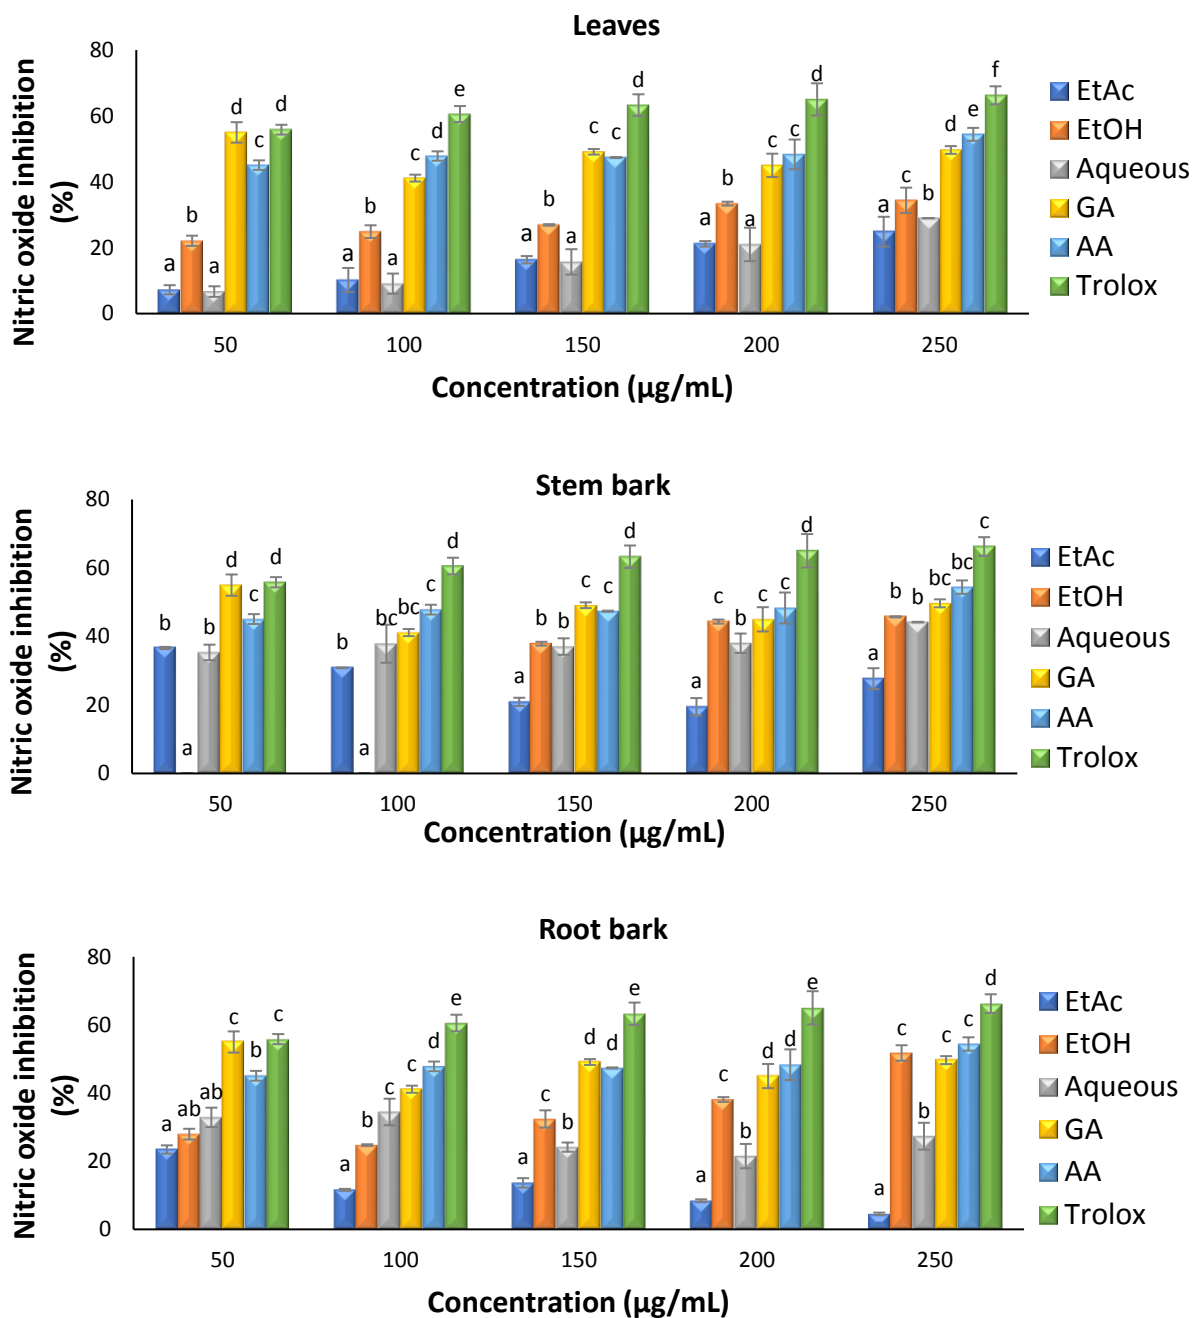 Leaves
80
60
40
20
0
Nitric oxide inhibition
(%)
d d e d c d c c d c c d d e f
a b a a b a a b a a b a a c b
50 100 150 200 250
Concentration (µg/mL)
EtAc
EtOH
Aqueous
GA
AA
Trolox
Stem bark
80
60
40
20
0
Nitric oxide inhibition
(%)
b a b d c d
b a bc bc c d
a b b c c d
a c b c c d
a b b bc bc c
50 100 150 200 250
Concentration (µg/mL)
EtAc
EtOH
Aqueous
GA
AA
Trolox
Root bark
80
60
40
20
0
Nitric oxide inhibition
(%)
a ab ab c b c
a b c c d e
a c b d d e
a c b d d e
a c b c c d
50 100 150 200 250
Concentration (µg/mL)
EtAc
EtOH
Aqueous
GA
AA
Trolox